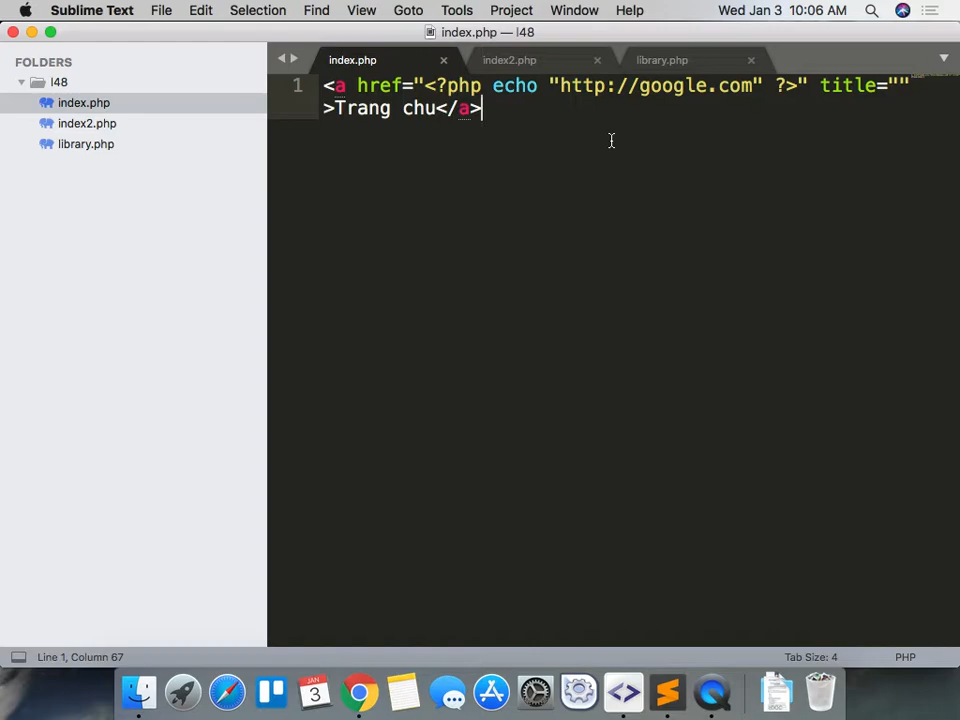 Sublime Text File Edit Selection Find View Goto Tools Project Window Help Wed Jan 3 10:06 AM
index.php — l48
FOLDERS
l48
index.php
index2.php
library.php
index.php index2.php library.php
1 <a href="<?php echo "http://google.com" ?>" title=""
>Trang chu</a>
Line 1, Column 67 Tab Size: 4 PHP
JAN
3